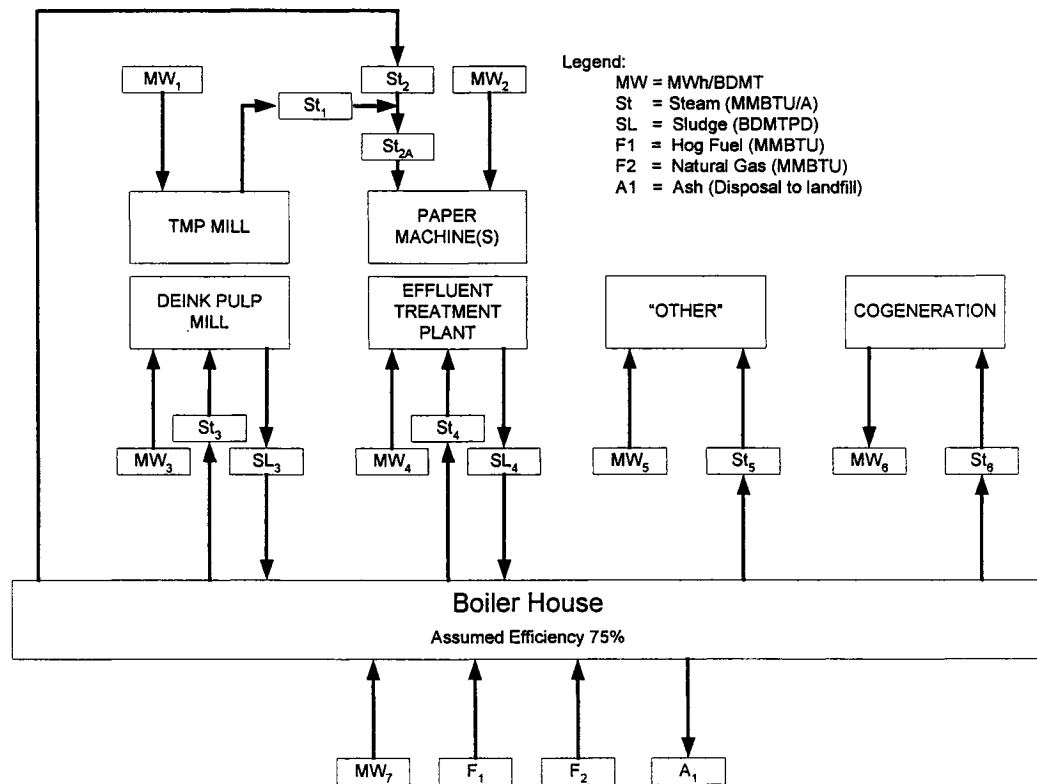 MW₁
St₂
MW₂
St₁
St₂A
Legend:
MW = MWh/BDMT
St = Steam (MMBTU/A)
SL = Sludge (BDMTPD)
F1 = Hog Fuel (MMBTU)
F2 = Natural Gas (MMBTU)
A1 = Ash (Disposal to landfill)
TMP MILL
PAPER
MACHINE(S)
DEINK PULP
MILL
EFFLUENT
TREATMENT
PLANT
"OTHER"
COGENERATION
St₃
St₄
MW₃
SL₃
MW₄
SL₄
MW₅
St₅
MW₆
St₆
Boiler House
Assumed Efficiency 75%
MW₇
F₁
F₂
A₁